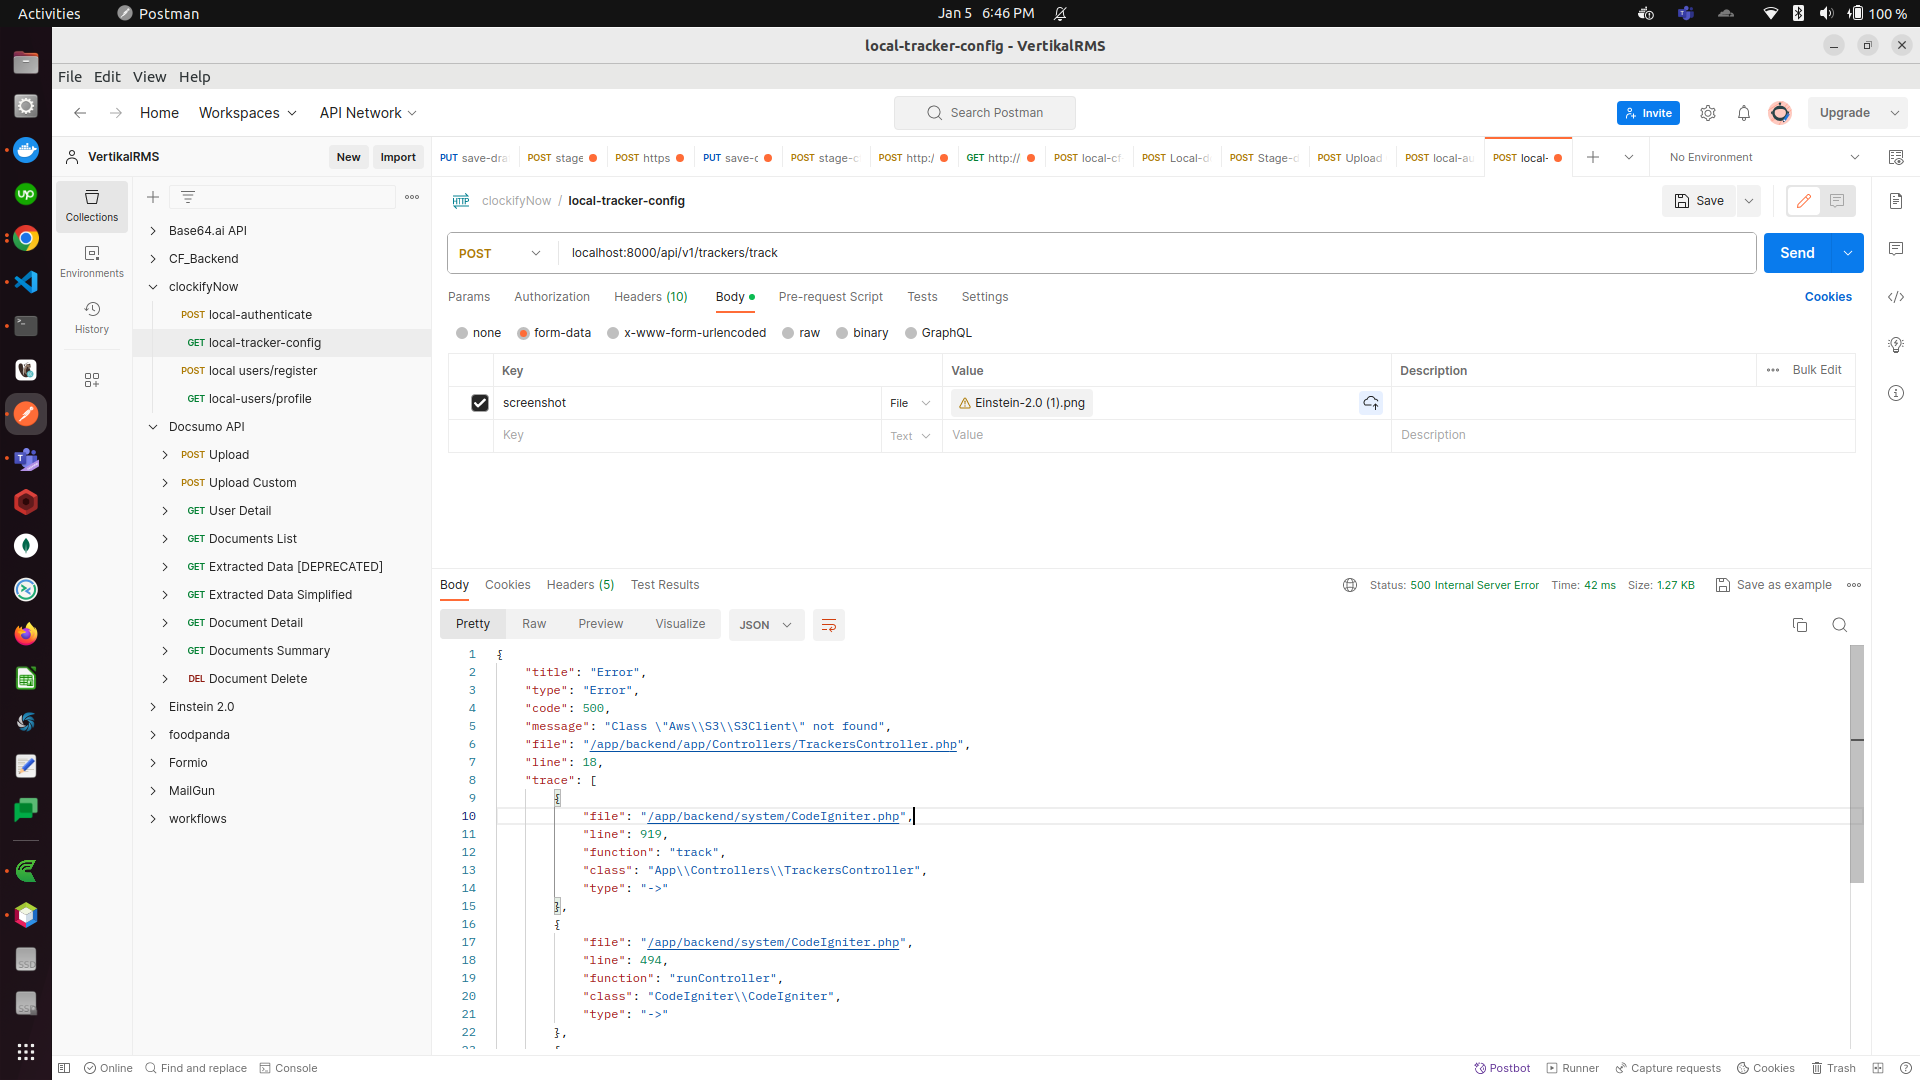 Activities
Postman
Jan 5 6:46 PM
100 %
local-tracker-config - VertikalRMS
File Edit View Help
Home Workspaces API Network
Search Postman
Invite
Upgrade
VertikalRMS
New Import
PUT save-dra
POST stage
POST https
PUT save-c
POST stage-c
POST http:/
GET http://
POST local-cf
POST Local-d
POST Stage-d
POST Upload
POST local-au
POST local-
No Environment
Collections
Environments
History
Base64.ai API
CF_Backend
clockifyNow
POST local-authenticate
GET local-tracker-config
POST local users/register
GET local-users/profile
Docsumo API
POST Upload
POST Upload Custom
GET User Detail
GET Documents List
GET Extracted Data [DEPRECATED]
GET Extracted Data Simplified
GET Document Detail
GET Documents Summary
DEL Document Delete
Einstein 2.0
foodpanda
Formio
MailGun
workflows
HTTP clockifyNow / local-tracker-config
Save
POST localhost:8000/api/v1/trackers/track
Send
Params Authorization Headers (10) Body Pre-request Script Tests Settings
Cookies
none form-data x-www-form-urlencoded raw binary GraphQL
Key Value Description Bulk Edit
screenshot File Einstein-2.0 (1).png
Key Text Value Description
Body Cookies Headers (5) Test Results
Status: 500 Internal Server Error Time: 42 ms Size: 1.27 KB
Save as example
Pretty Raw Preview Visualize JSON
1 {
2 "title": "Error",
3 "type": "Error",
4 "code": 500,
5 "message": "Class \"Aws\\S3\\S3Client\" not found",
6 "file": "/app/backend/app/Controllers/TrackersController.php",
7 "line": 18,
8 "trace": [
9 {
10 "file": "/app/backend/system/CodeIgniter.php",
11 "line": 919,
12 "function": "track",
13 "class": "App\\Controllers\\TrackersController",
14 "type": "->"
15 },
16 {
17 "file": "/app/backend/system/CodeIgniter.php",
18 "line": 494,
19 "function": "runController",
20 "class": "CodeIgniter\\CodeIgniter",
21 "type": "->"
22 },
Online
Find and replace
Console
Postbot
Runner
Capture requests
Cookies
Trash